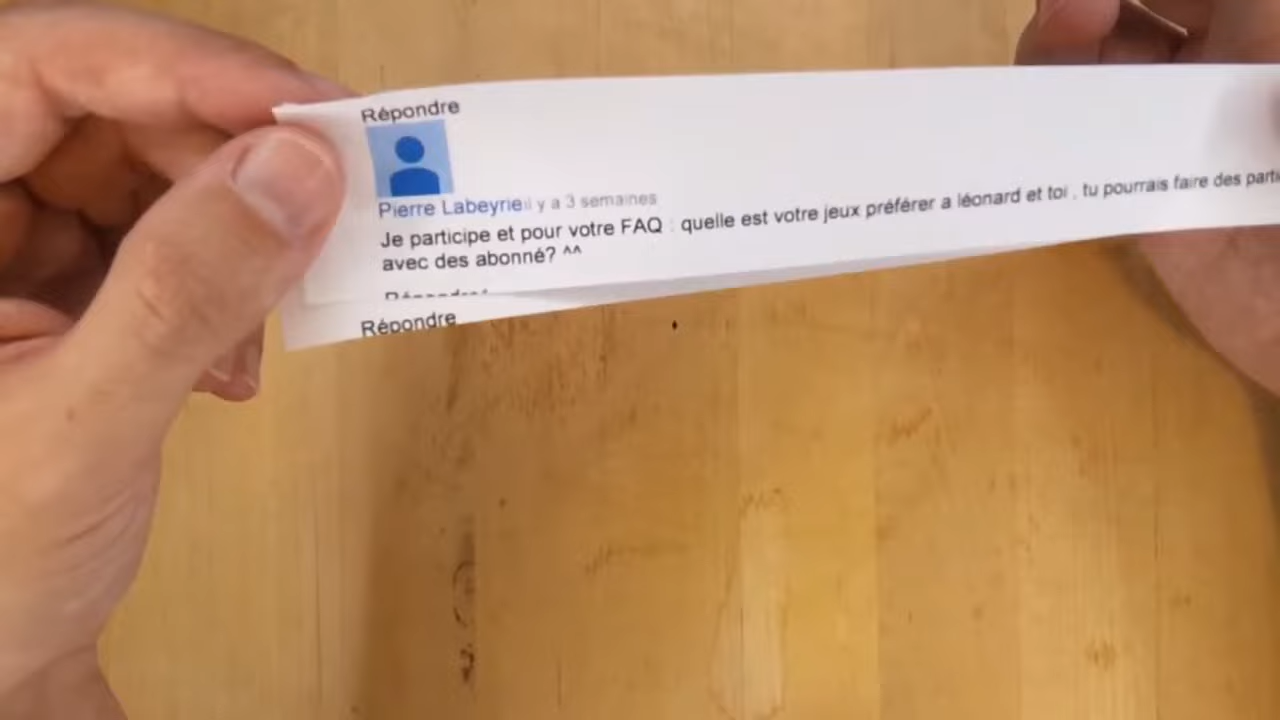 Répondre
Pierre Labeyrie il y a 3 semaines
Je participe et pour votre FAQ : quelle est votre jeux préférer a léonard et toi , tu pourrais faire des parti
avec des abonné? ^^
Répondre